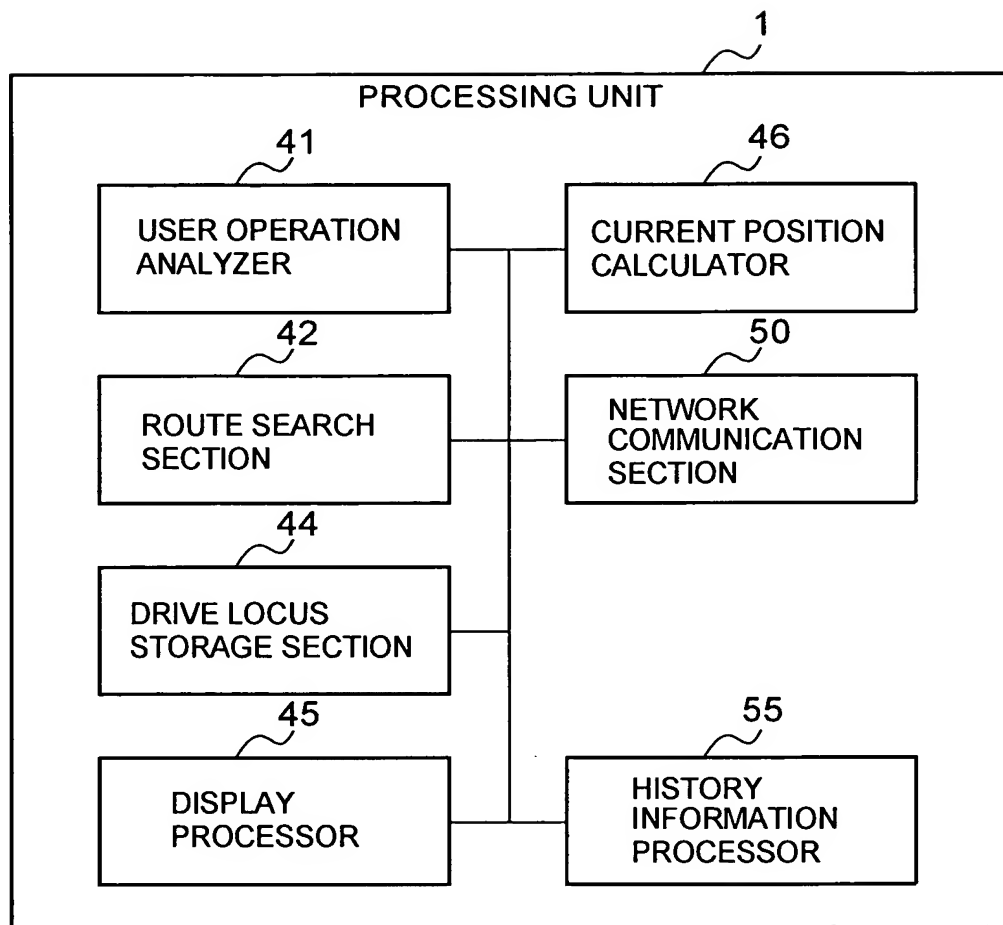 1
PROCESSING UNIT
41
USER OPERATION
ANALYZER
46
CURRENT POSITION
CALCULATOR
42
ROUTE SEARCH
SECTION
50
NETWORK
COMMUNICATION
SECTION
44
DRIVE LOCUS
STORAGE SECTION
45
DISPLAY
PROCESSOR
55
HISTORY
INFORMATION
PROCESSOR